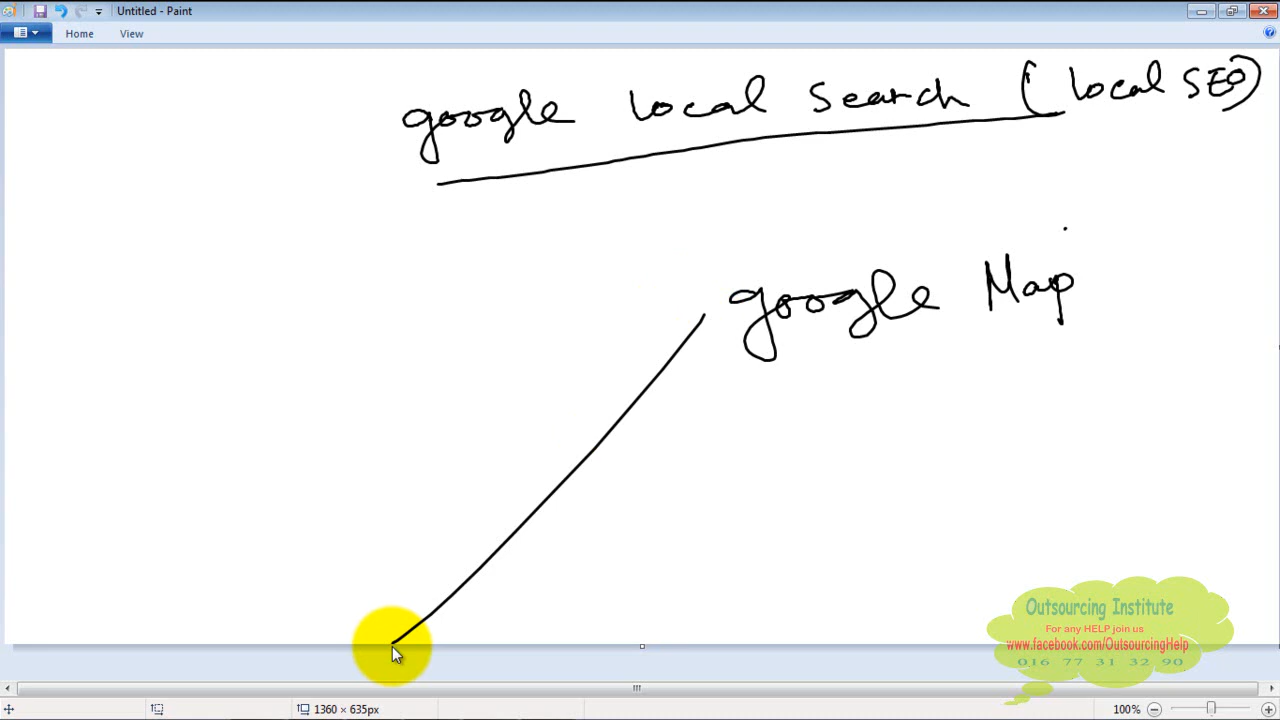 Untitled - Paint
Home View
google local search (local SEO)
google Map
Outsourcing Institute
For any HELP join us
www.facebook.com/OutsourcingHelp
016 77 31 32 90
1360 × 635px
100%